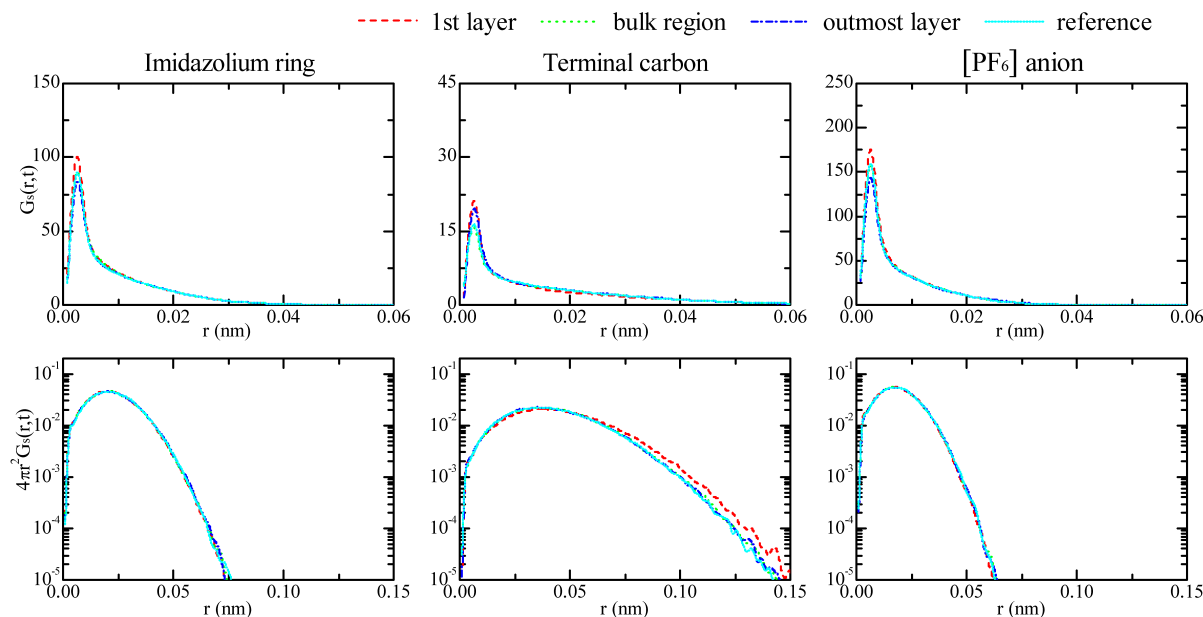 1st layer bulk region outmost layer reference
Imidazolium ring Terminal carbon [PF₆] anion
150 100 50 0
Gs(r,t)
0.00 0.02 0.04 0.06
r (nm)
45 30 15 0
0.00 0.02 0.04 0.06
r (nm)
250 200 150 100 50 0
0.00 0.02 0.04 0.06
r (nm)
10⁻¹ 10⁻² 10⁻³ 10⁻⁴ 10⁻⁵
4πr²Gs(r,t)
0.00 0.05 0.10 0.15
r (nm)
10⁻¹ 10⁻² 10⁻³ 10⁻⁴ 10⁻⁵
0.00 0.05 0.10 0.15
r (nm)
10⁻¹ 10⁻² 10⁻³ 10⁻⁴ 10⁻⁵
0.00 0.05 0.10 0.15
r (nm)